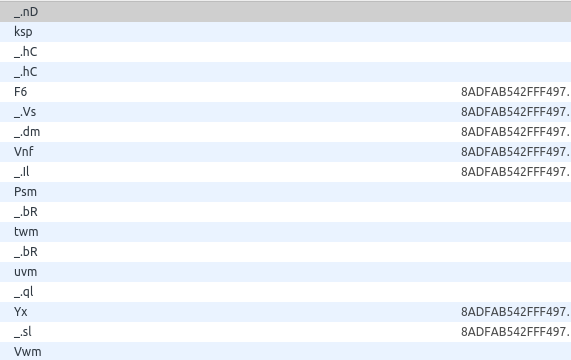 _.nD
ksp
_.hC
_.hC
F6 8ADFAB542FFF497.
_.Vs 8ADFAB542FFF497.
_.dm 8ADFAB542FFF497.
Vnf 8ADFAB542FFF497.
_.Il 8ADFAB542FFF497.
Psm
_.bR
twm
_.bR
uvm
_.ql
Yx 8ADFAB542FFF497.
_.sl 8ADFAB542FFF497.
Vwm